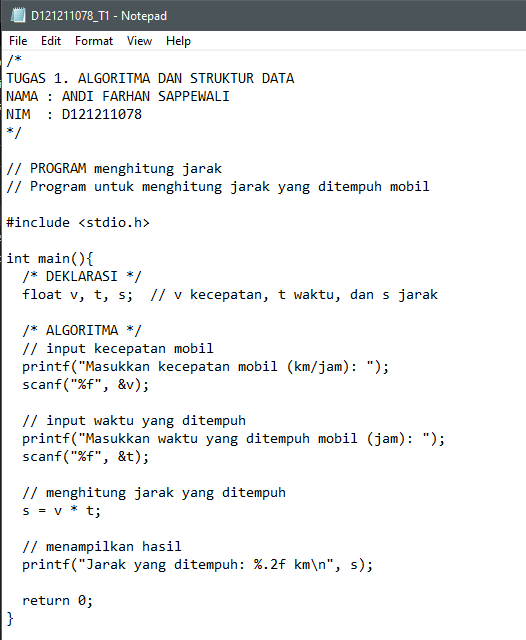 D121211078_T1 - Notepad
File Edit Format View Help
/*
TUGAS 1. ALGORITMA DAN STRUKTUR DATA
NAMA : ANDI FARHAN SAPPEWALI
NIM  : D121211078
*/

// PROGRAM menghitung jarak
// Program untuk menghitung jarak yang ditempuh mobil

#include <stdio.h>

int main(){
  /* DEKLARASI */
  float v, t, s;  // v kecepatan, t waktu, dan s jarak

  /* ALGORITMA */
  // input kecepatan mobil
  printf("Masukkan kecepatan mobil (km/jam): ");
  scanf("%f", &v);

  // input waktu yang ditempuh
  printf("Masukkan waktu yang ditempuh mobil (jam): ");
  scanf("%f", &t);

  // menghitung jarak yang ditempuh
  s = v * t;

  // menampilkan hasil
  printf("Jarak yang ditempuh: %.2f km\n", s);

  return 0;
}